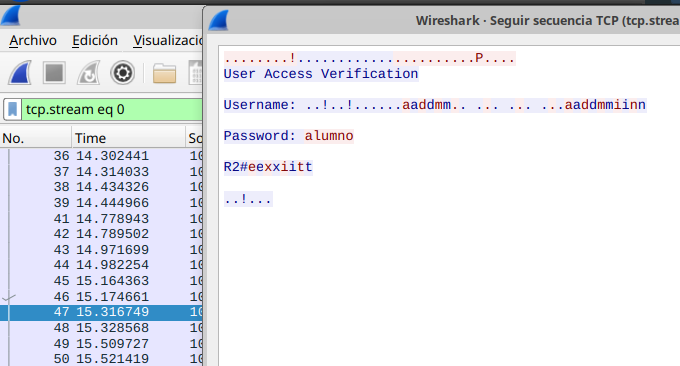 Wireshark · Seguir secuencia TCP (tcp.strea
Archivo Edición Visualizació
tcp.stream eq 0
No. Time So
36 14.302441 10
37 14.314033 10
38 14.434326 10
39 14.444966 10
41 14.778943 10
42 14.789502 10
43 14.971699 10
44 14.982254 10
45 15.164363 10
46 15.174661 10
47 15.316749 10
48 15.328568 10
49 15.509727 10
50 15.521419 10
........!.......................P....
User Access Verification
Username: ..!..!......aaddmm.. ... ... ...aaddmmiinn
Password: alumno
R2#eexxiitt
..!...